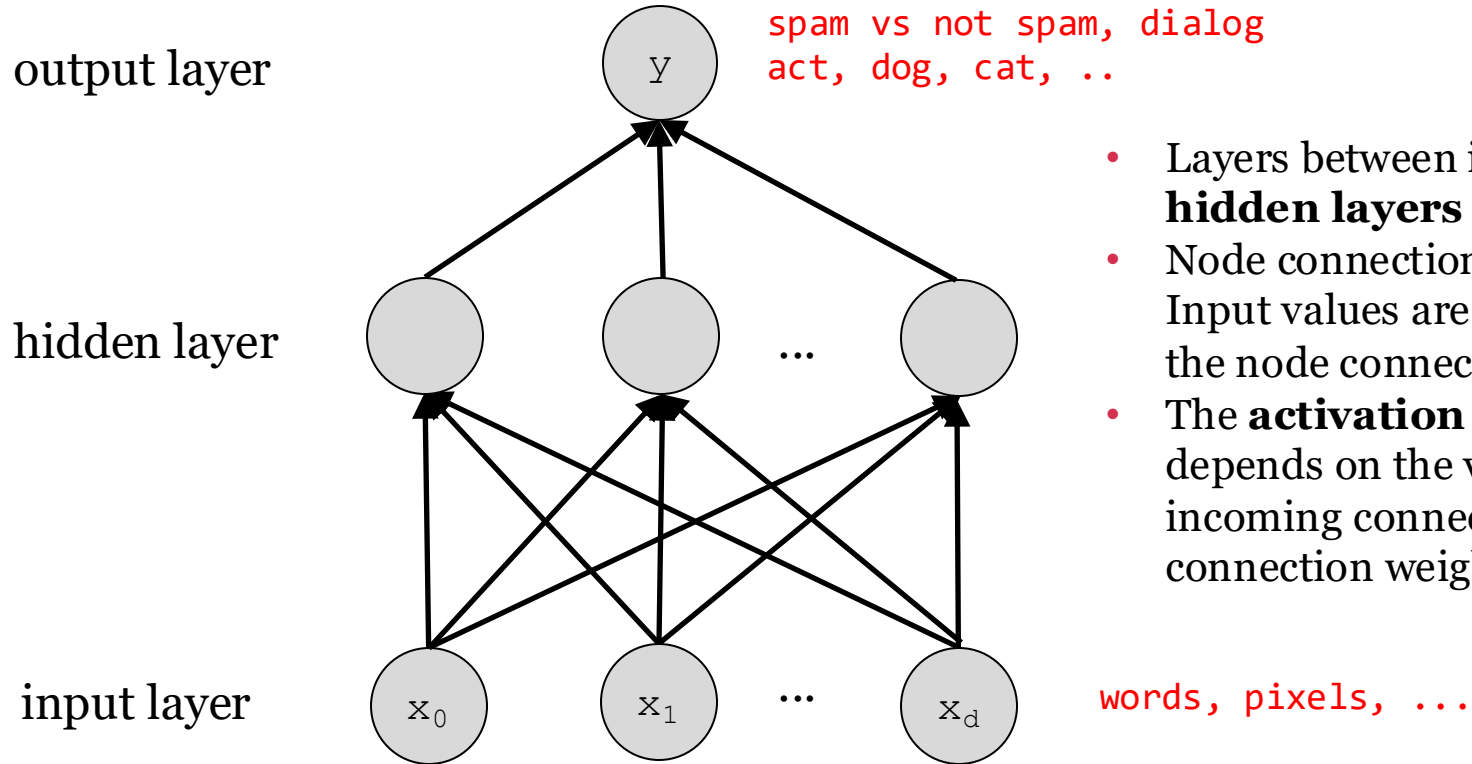 output layer
y
spam vs not spam, dialog
act, dog, cat, ..
• Layers between
hidden layers
• Node connection
Input values are
the node connec
• The activation
depends on the
incoming connec
connection weig
hidden layer
...
input layer
x₀
x₁
...
x_d
words, pixels, ...